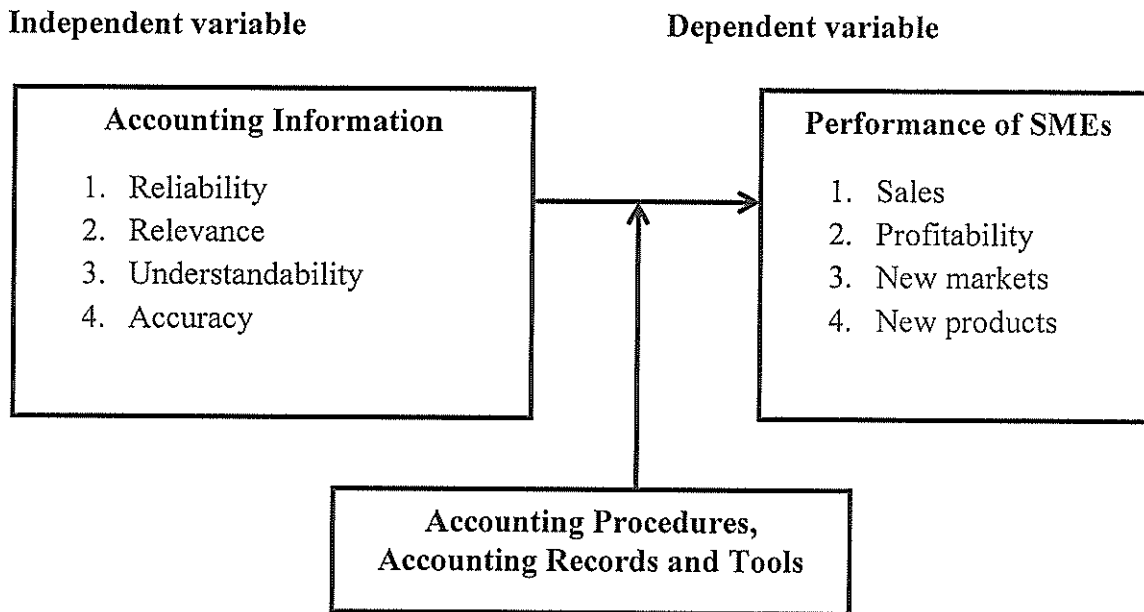 Independent variable
Dependent variable
Accounting Information
1. Reliability
2. Relevance
3. Understandability
4. Accuracy
Performance of SMEs
1. Sales
2. Profitability
3. New markets
4. New products
Accounting Procedures,
Accounting Records and Tools